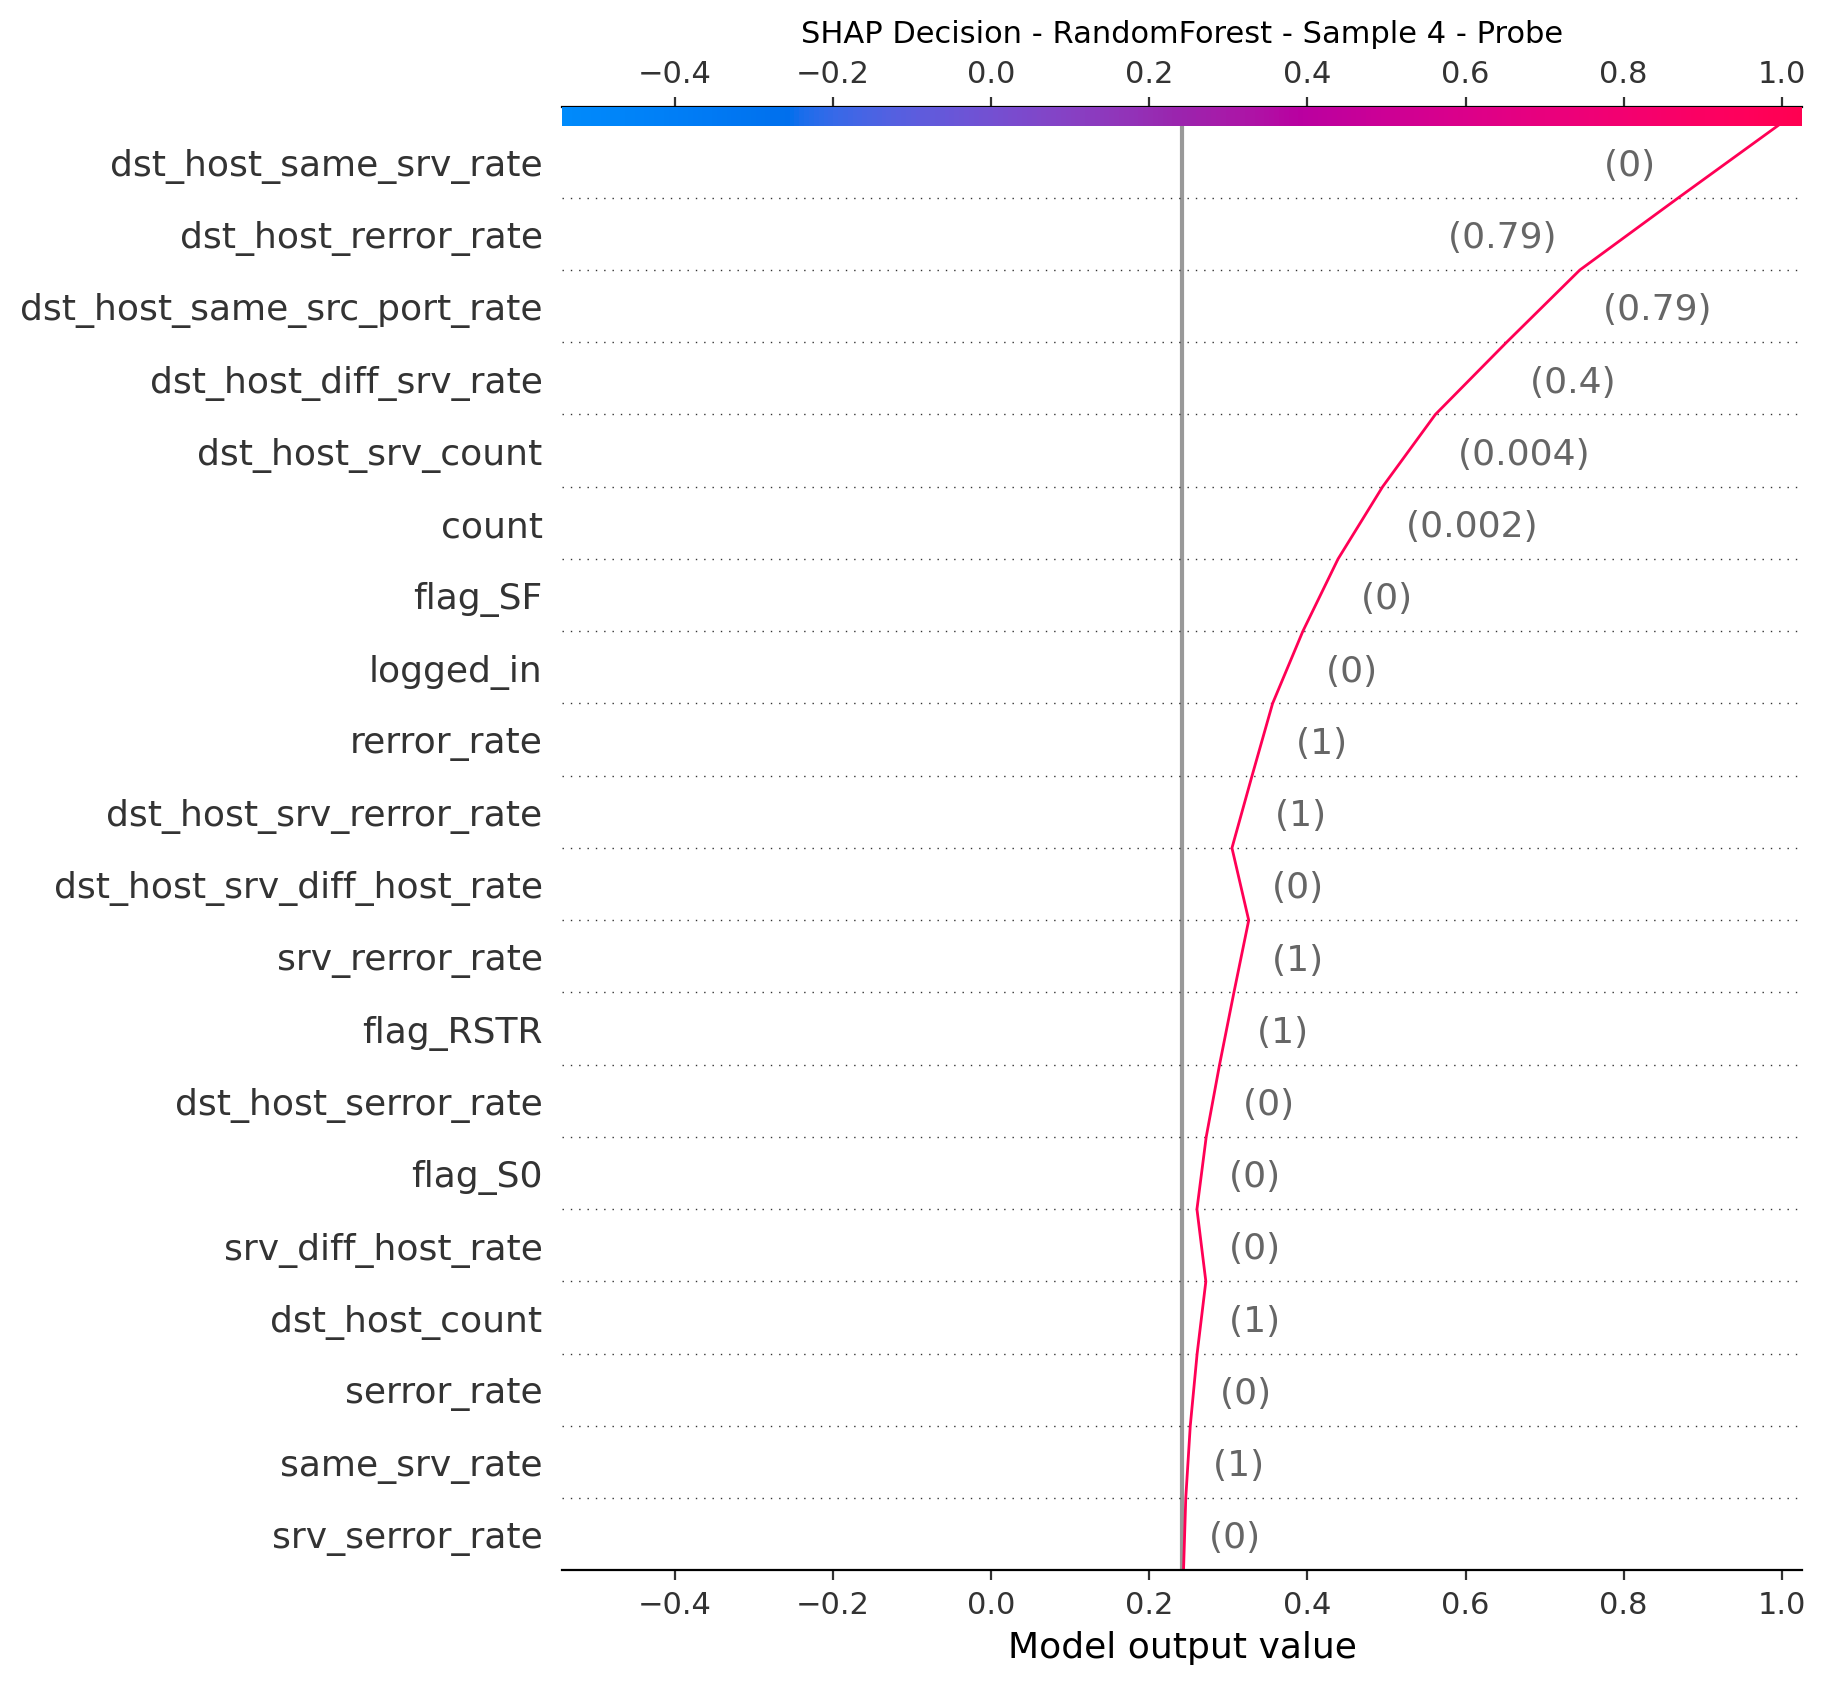 SHAP Decision - RandomForest - Sample 4 - Probe
−0.4 −0.2 0.0 0.2 0.4 0.6 0.8 1.0
dst_host_same_srv_rate (0)
dst_host_rerror_rate (0.79)
dst_host_same_src_port_rate (0.79)
dst_host_diff_srv_rate (0.4)
dst_host_srv_count (0.004)
count (0.002)
flag_SF (0)
logged_in (0)
rerror_rate (1)
dst_host_srv_rerror_rate (1)
dst_host_srv_diff_host_rate (0)
srv_rerror_rate (1)
flag_RSTR (1)
dst_host_serror_rate (0)
flag_S0 (0)
srv_diff_host_rate (0)
dst_host_count (1)
serror_rate (0)
same_srv_rate (1)
srv_serror_rate (0)
−0.4 −0.2 0.0 0.2 0.4 0.6 0.8 1.0
Model output value